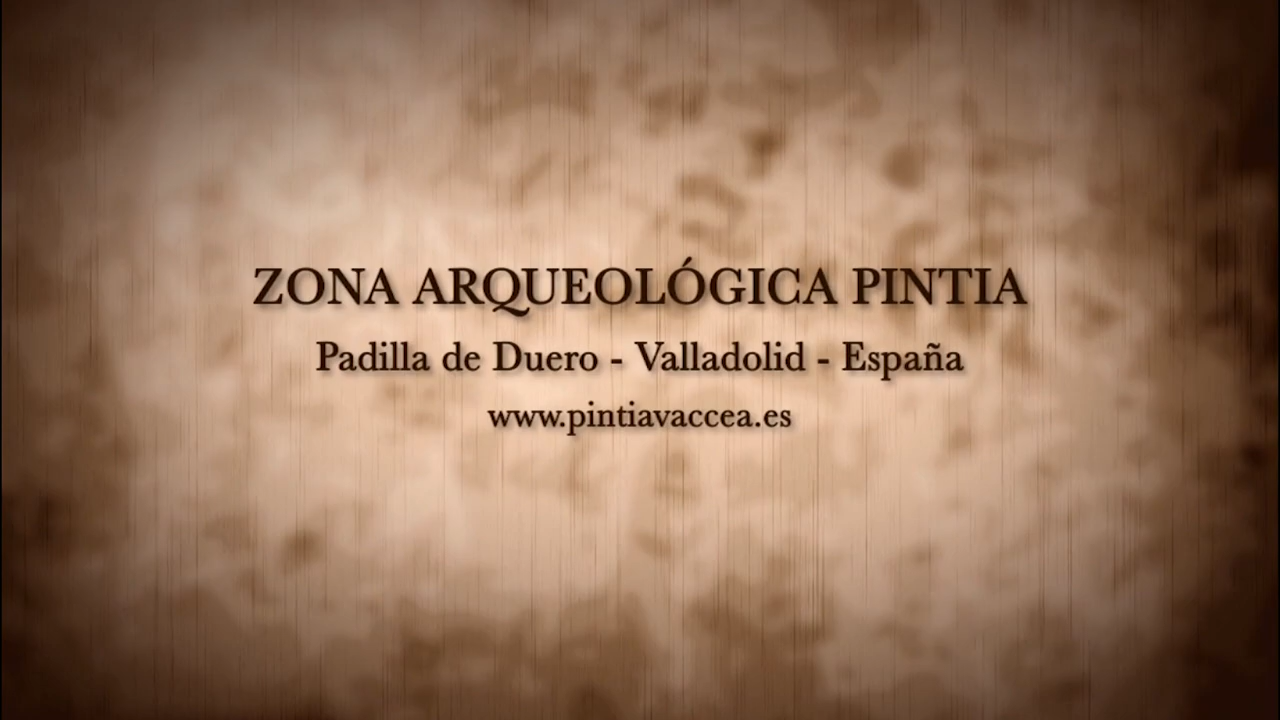 ZONA ARQUEOLÓGICA PINTIA
Padilla de Duero - Valladolid - España
www.pintiavaccea.es